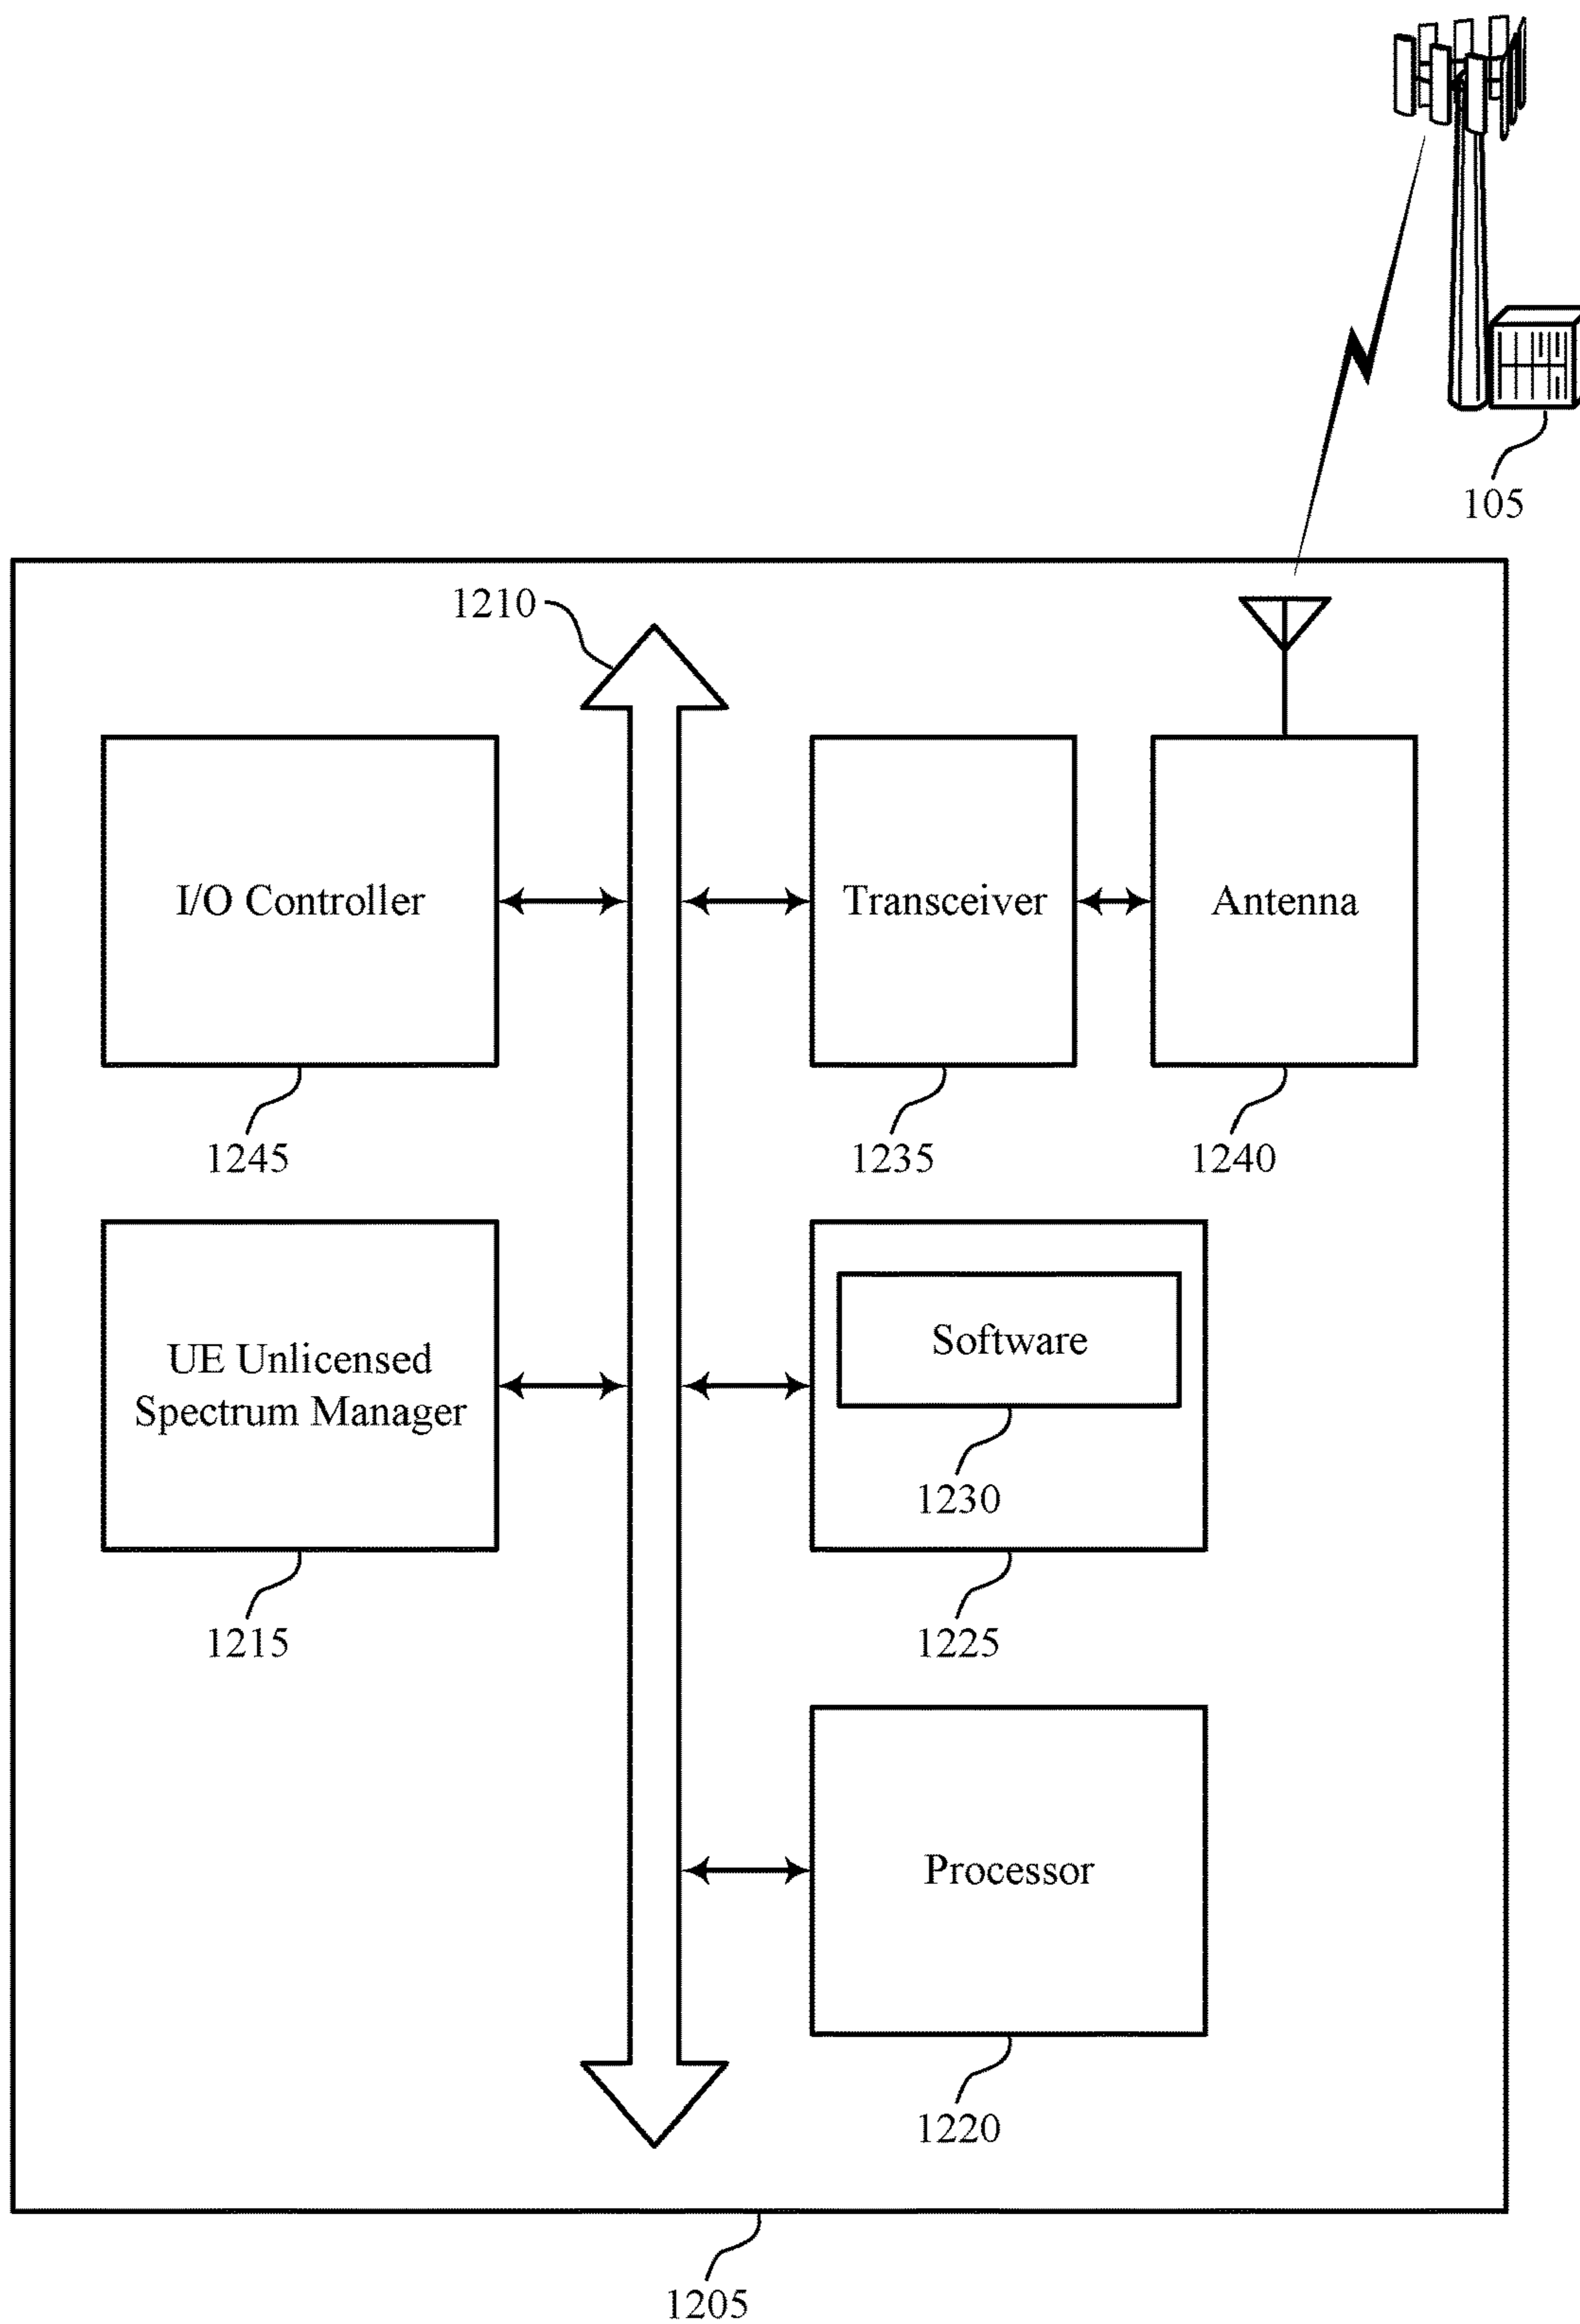 105
1210
I/O Controller
Transceiver
Antenna
1245
1235
1240
UE Unlicensed
Spectrum Manager
Software
1230
1215
1225
Processor
1220
1205